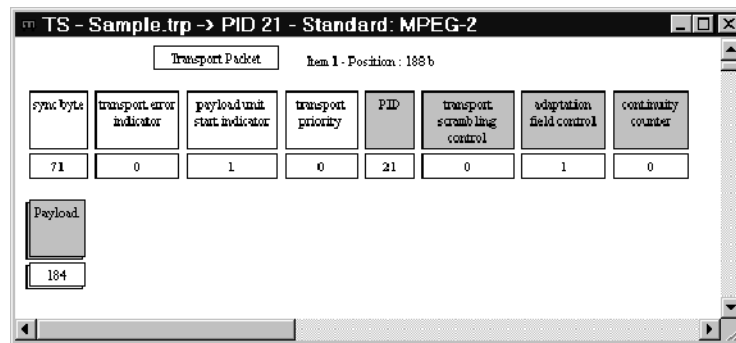 TS - Sample.trp -> PID 21 - Standard: MPEG-2
Transport Packet
Item 1 - Position : 188 b
sync byte
transport error indicator
payload unit start indicator
transport priority
PID
transport scrambling control
adaptation field control
continuity counter
71
0
1
0
21
0
1
0
Payload
184